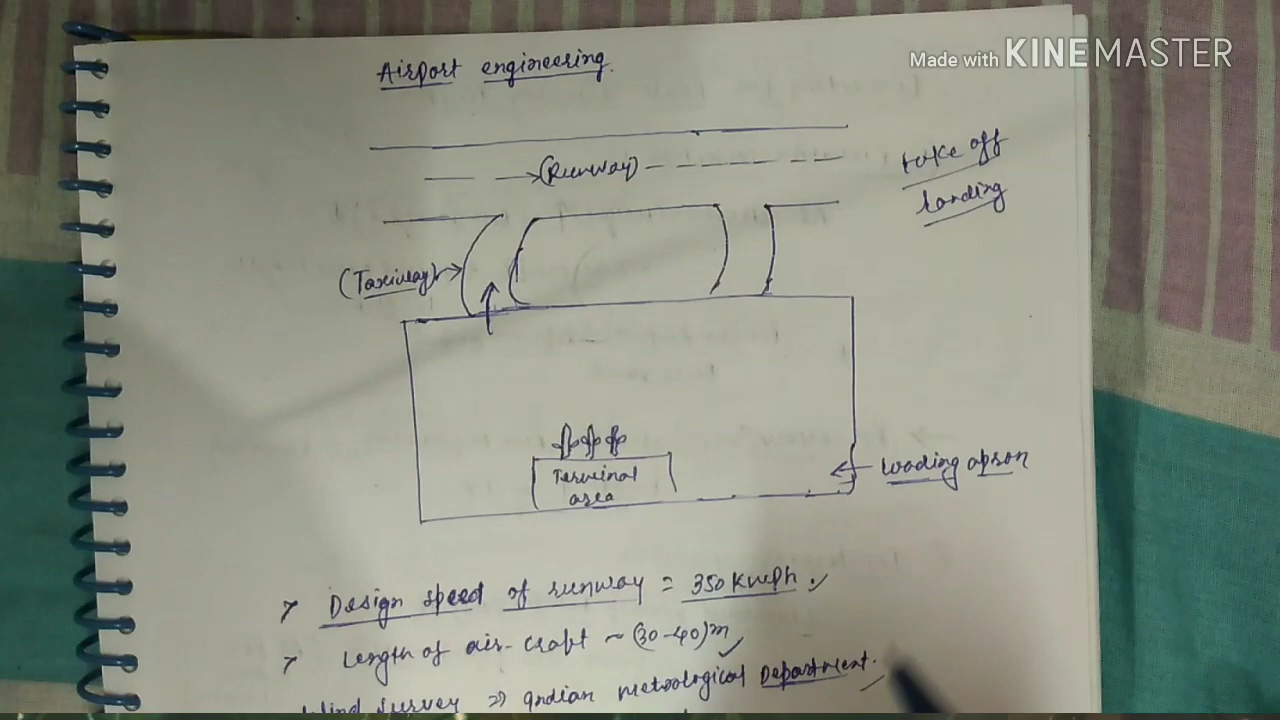 Made with KINEMASTER
Airport engineering.
(Runway)
take off
landing
(Taxiway)
Terminal
area
loading apron
Design speed of runway = 350 Kmph.
Length of air-craft ~ (30-40)m
Wind survey ⇒ Indian meteological Department.